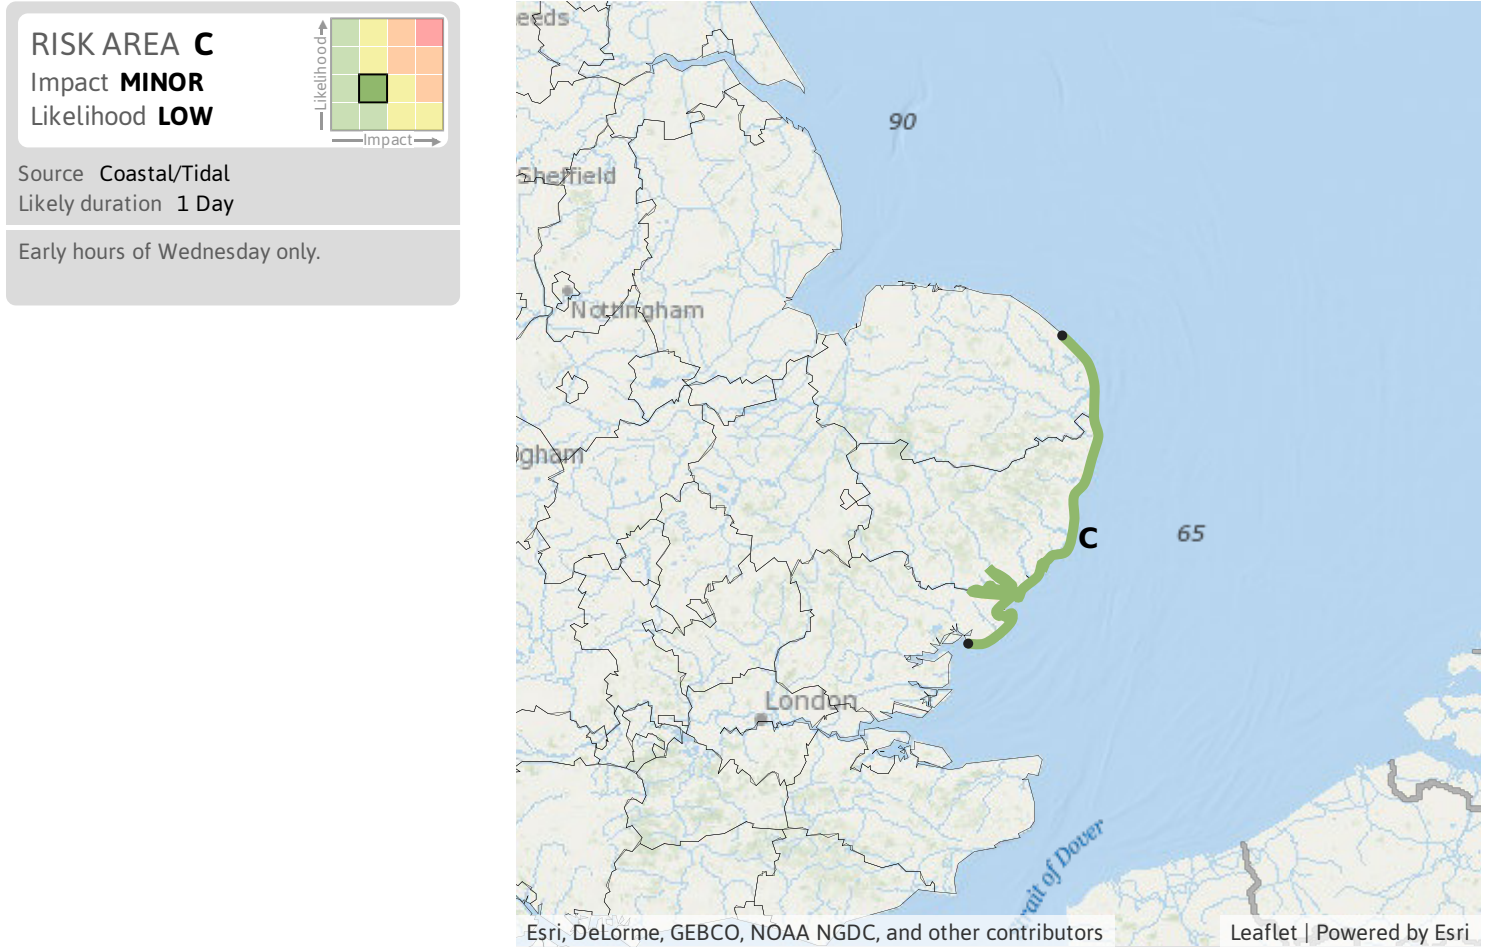 RISK AREA C
Impact MINOR
Likelihood LOW
Likelihood
Impact
Source Coastal/Tidal
Likely duration 1 Day
Early hours of Wednesday only.
eeds
90
Sheffield
Nottingham
gham
65
C
London
rait of Dover
Esri, DeLorme, GEBCO, NOAA NGDC, and other contributors
Leaflet | Powered by Esri